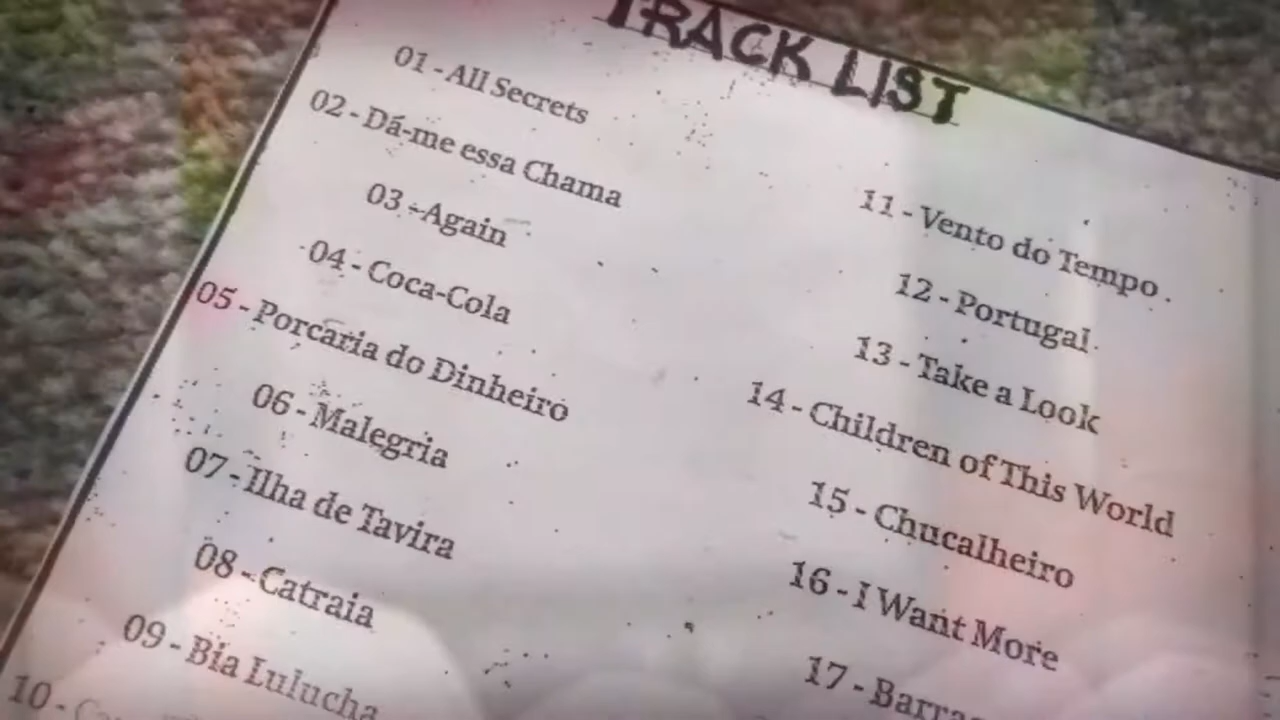 TRACK LIST
01 - All Secrets
02 - Dá-me essa Chama
03 - Again
04 - Coca-Cola
05 - Porcaria do Dinheiro
06 - Malegria
07 - Ilha de Tavira
08 - Catraia
09 - Bia Lulucha
10 -
11 - Vento do Tempo
12 - Portugal
13 - Take a Look
14 - Children of This World
15 - Chucalheiro
16 - I Want More
17 -